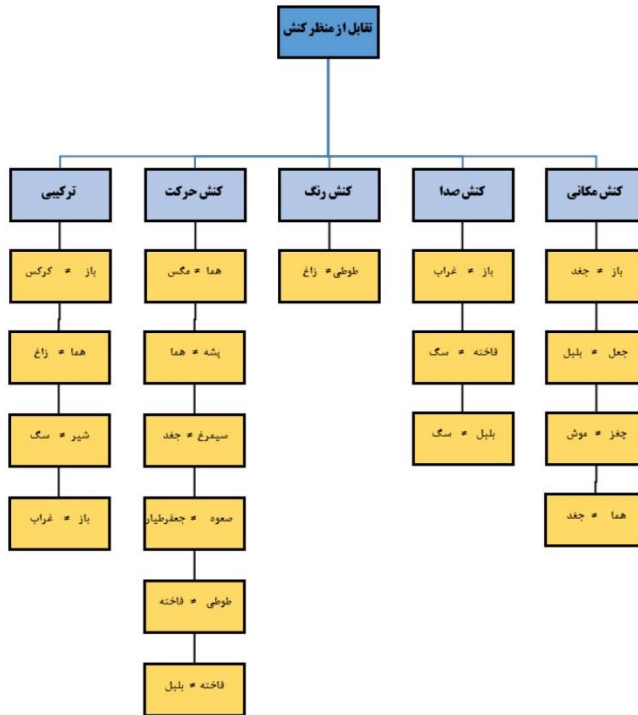 تقابل از منظر کنش
کنش مکانی
باز ≠ جغد
جعل ≠ بلبل
چغز ≠ موش
هما ≠ جغد
کنش صدا
باز ≠ غراب
فاخته ≠ سگ
بلبل ≠ سگ
کنش رنگ
طوطی ≠ زاغ
کنش حرکت
هما ≠ مگس
پشه ≠ هما
سیمرغ ≠ جغد
صعوه ≠ جعفرطیار
طوطی ≠ فاخته
فاخته ≠ بلبل
ترکیبی
باز ≠ کرکس
هما ≠ زاغ
شیر ≠ سگ
باز ≠ غراب